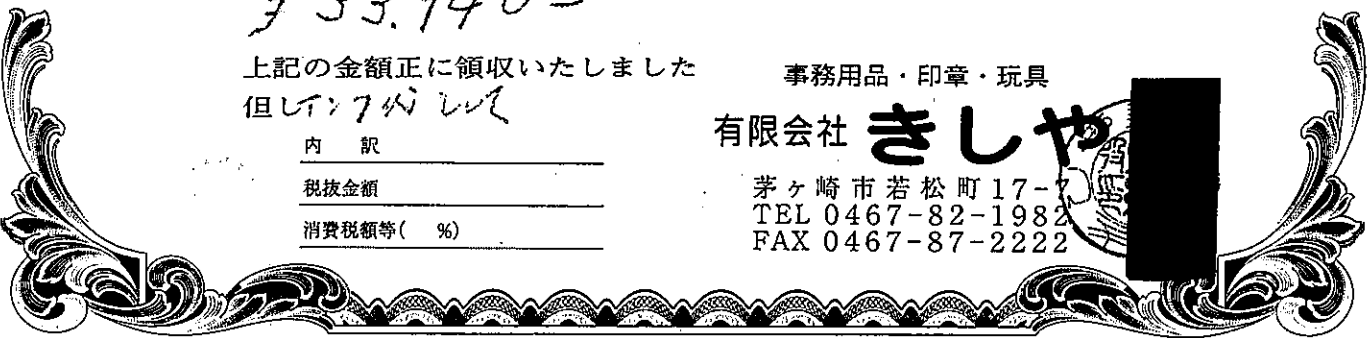 ¥33.740-
上記の金額正に領収いたしました
但しインク代として
内 訳
税抜金額
消費税額等( %)
事務用品・印章・玩具
有限会社 きしや
茅ヶ崎市若松町17-7
TEL 0467-82-1982
FAX 0467-87-2222